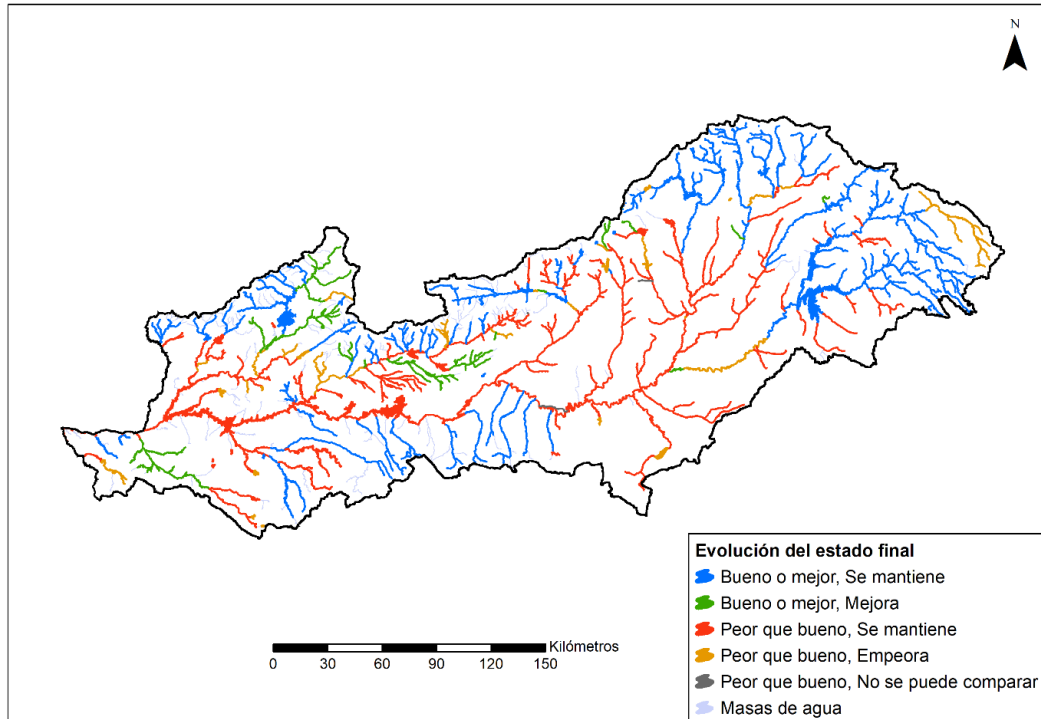 N
Evolución del estado final
Bueno o mejor, Se mantiene
Bueno o mejor, Mejora
Peor que bueno, Se mantiene
Peor que bueno, Empeora
Peor que bueno, No se puede comparar
Masas de agua
Kilómetros
0 30 60 90 120 150